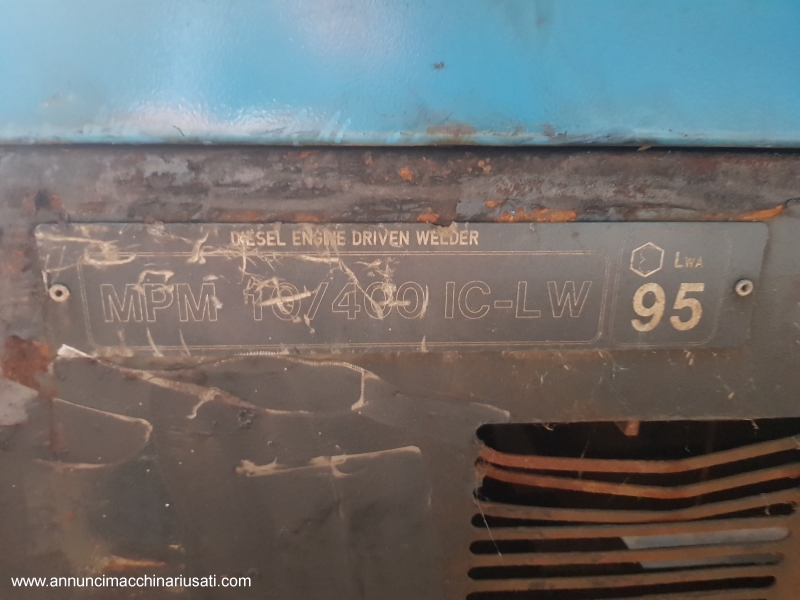 DIESEL ENGINE DRIVEN WELDER
MPM 10/400 IC-LW
LWA
95
www.annuncimacchinariusati.com